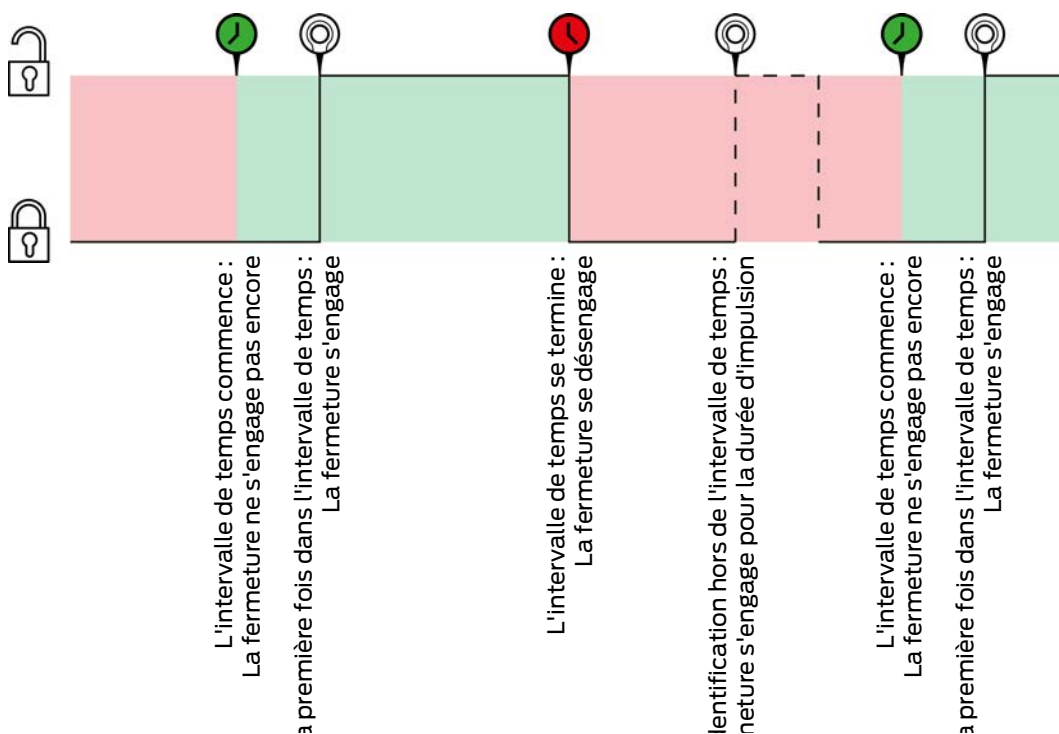 L'intervalle de temps commence :
La fermeture ne s'engage pas encore
première fois dans l'intervalle de temps :
La fermeture s'engage
L'intervalle de temps se termine :
La fermeture se désengage
hors de l'intervalle de temps :
s'engage pour la durée d'impulsion
L'intervalle de temps commence :
La fermeture ne s'engage pas encore
première fois dans l'intervalle de temps :
La fermeture s'engage